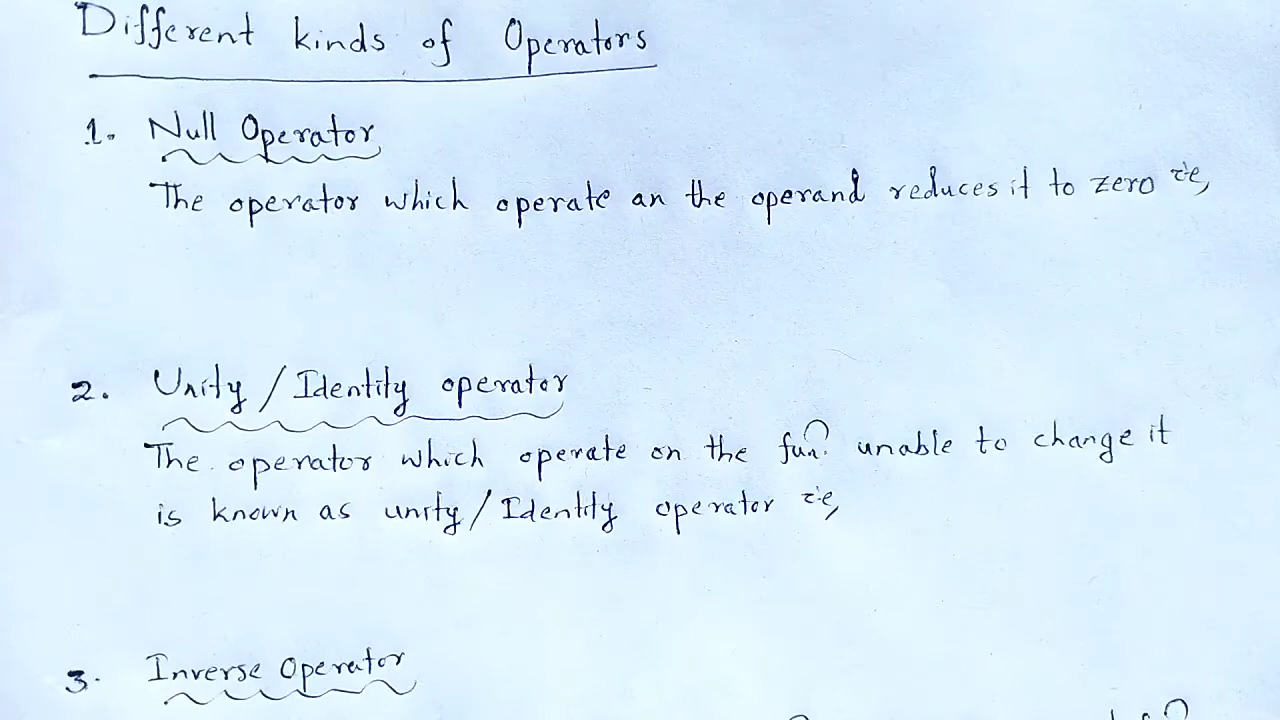 Different kinds of Operators
1. Null Operator
The operator which operate an the operand reduces it to zero i.e,
2. Unity / Identity operator
The operator which operate on the fun. unable to change it
is known as unity / Identity operator i.e,
3. Inverse Operator